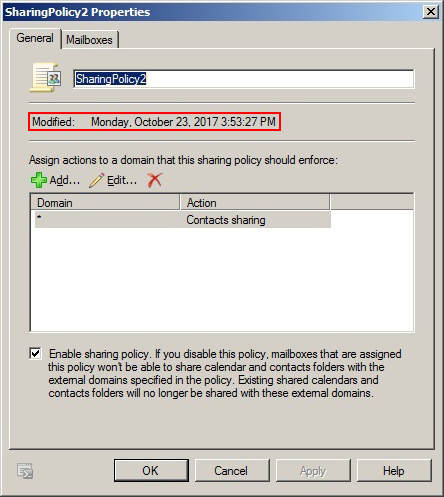 SharingPolicy2 Properties
General Mailboxes
SharingPolicy2
Modified: Monday, October 23, 2017 3:53:27 PM
Assign actions to a domain that this sharing policy should enforce:
Add... Edit...
Domain Action
* Contacts sharing
Enable sharing policy. If you disable this policy, mailboxes that are assigned
this policy won't be able to share calendar and contacts folders with the
external domains specified in the policy. Existing shared calendars and
contacts folders will no longer be shared with these external domains.
OK Cancel Apply Help